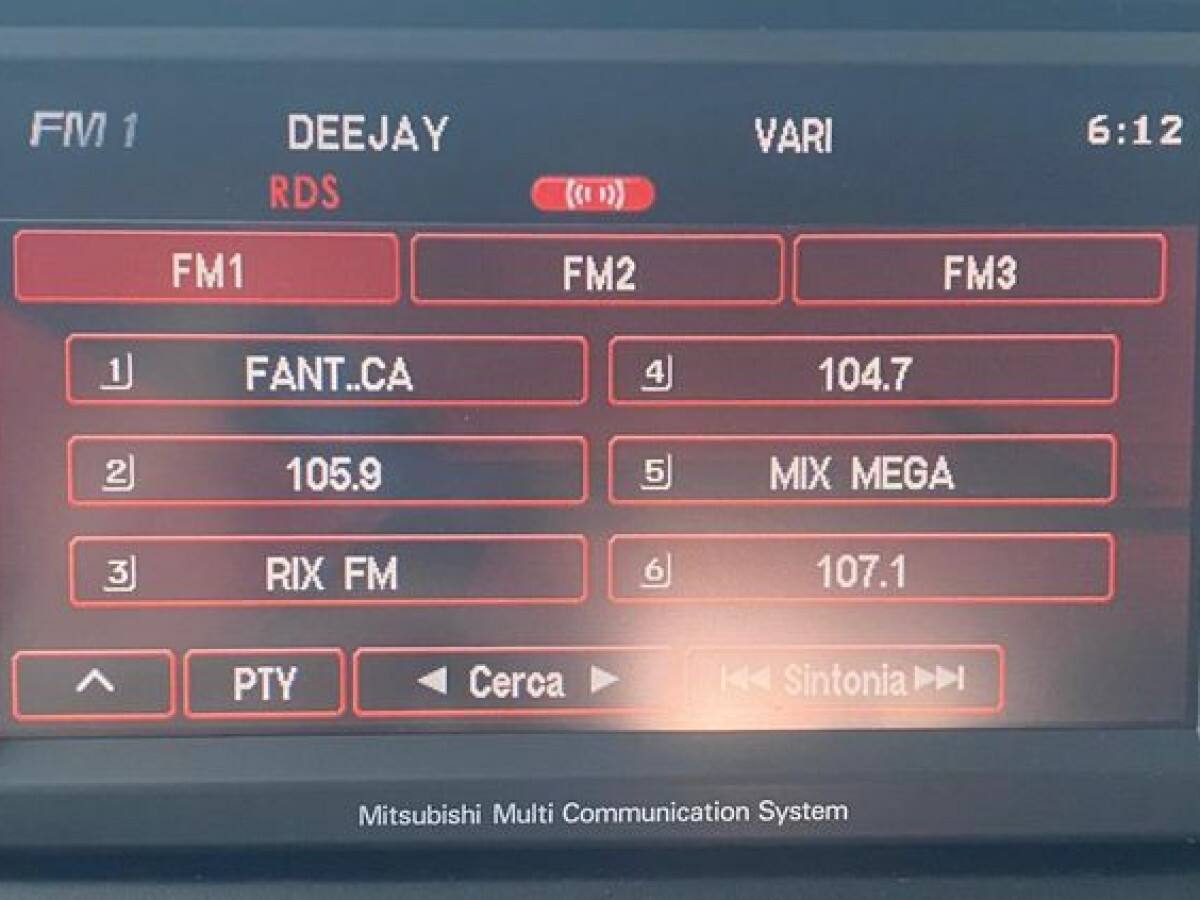 FM 1 DEEJAY VARI 6:12
RDS
FM1 FM2 FM3
1 FANT..CA 4 104.7
2 105.9 5 MIX MEGA
3 RIX FM 6 107.1
PTY Cerca Sintonia
Mitsubishi Multi Communication System